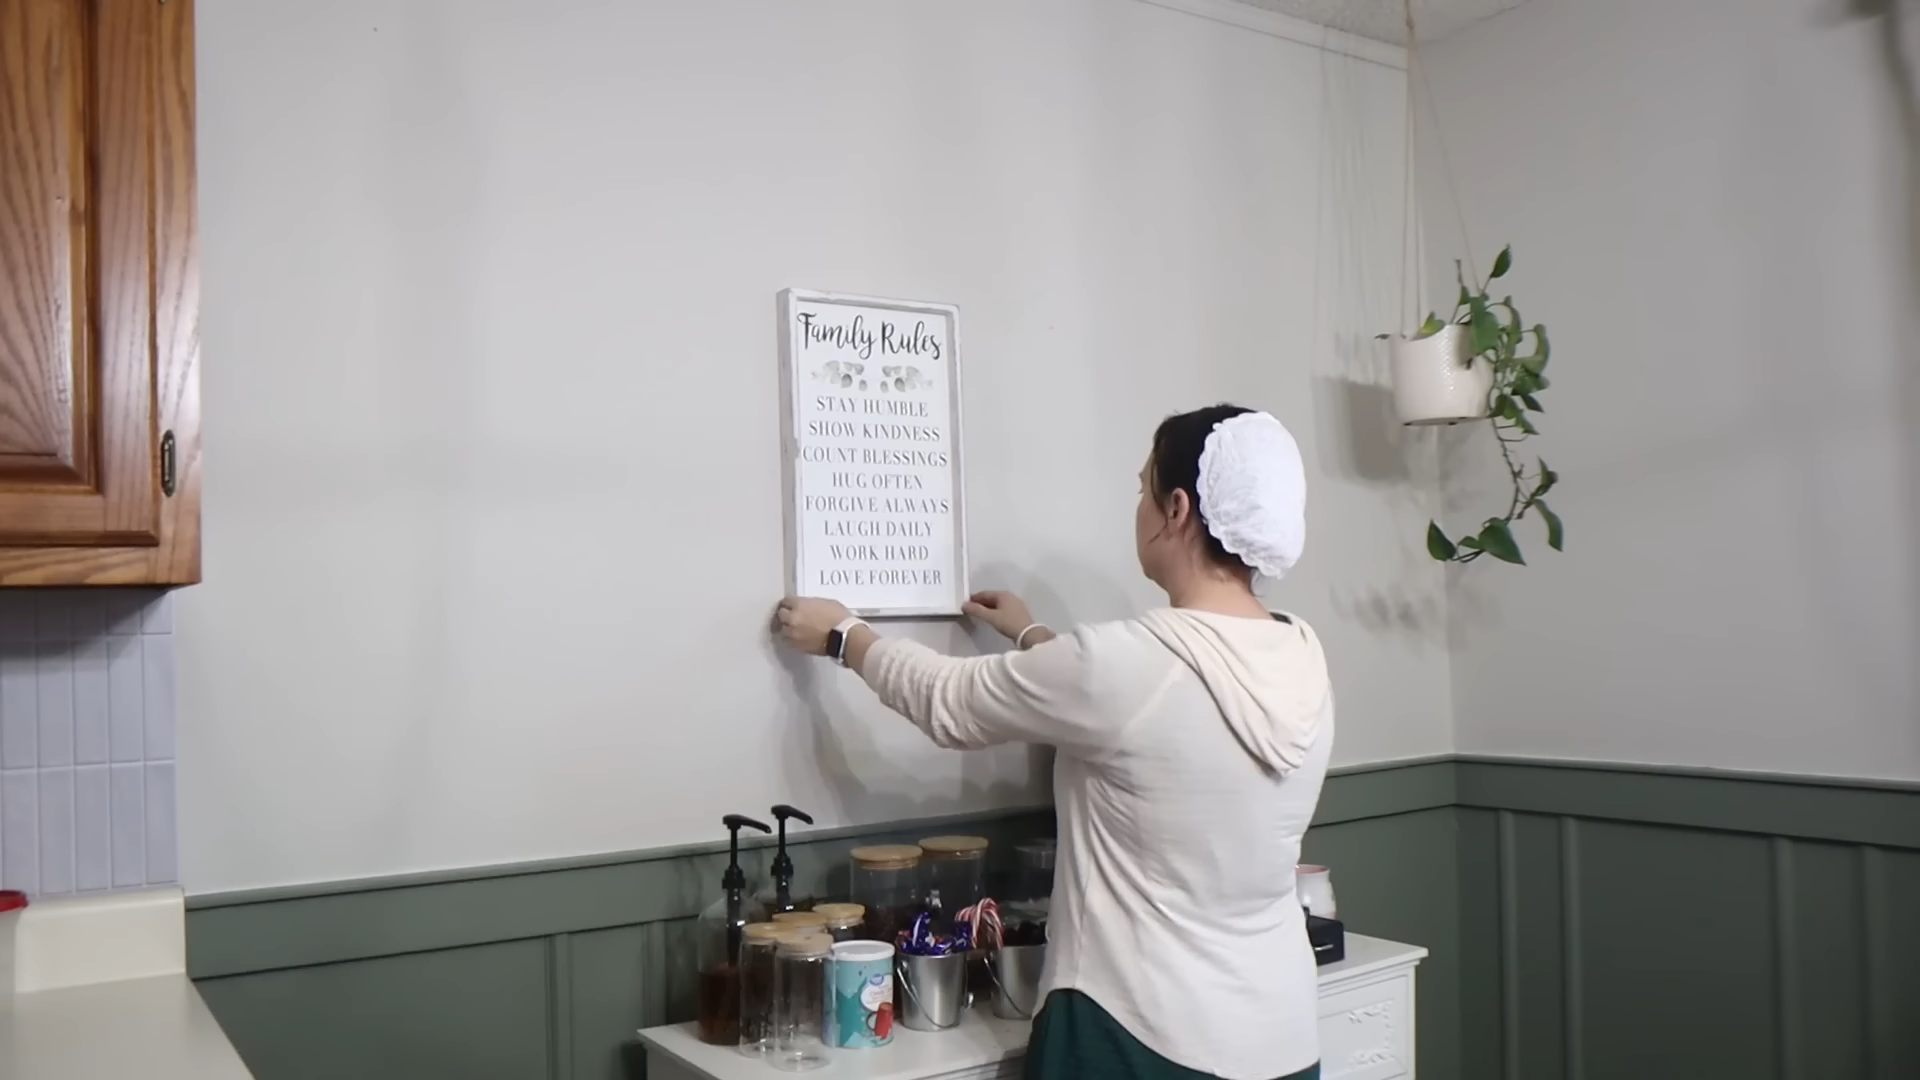 Family Rules
STAY HUMBLE
SHOW KINDNESS
COUNT BLESSINGS
HUG OFTEN
FORGIVE ALWAYS
LAUGH DAILY
WORK HARD
LOVE FOREVER